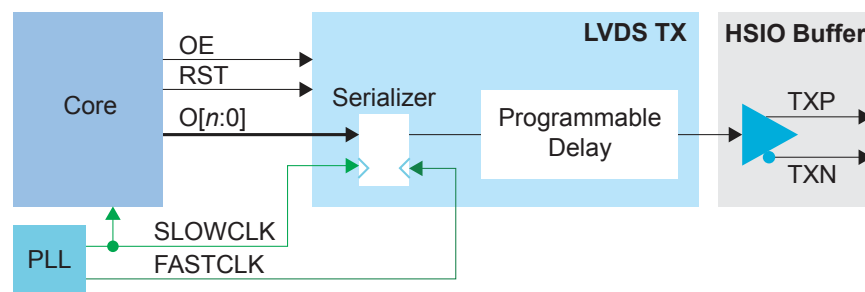 LVDS TX
HSIO Buffer
OE
RST
Core
O[n:0]
Serializer
Programmable
Delay
TXP
TXN
PLL
SLOWCLK
FASTCLK